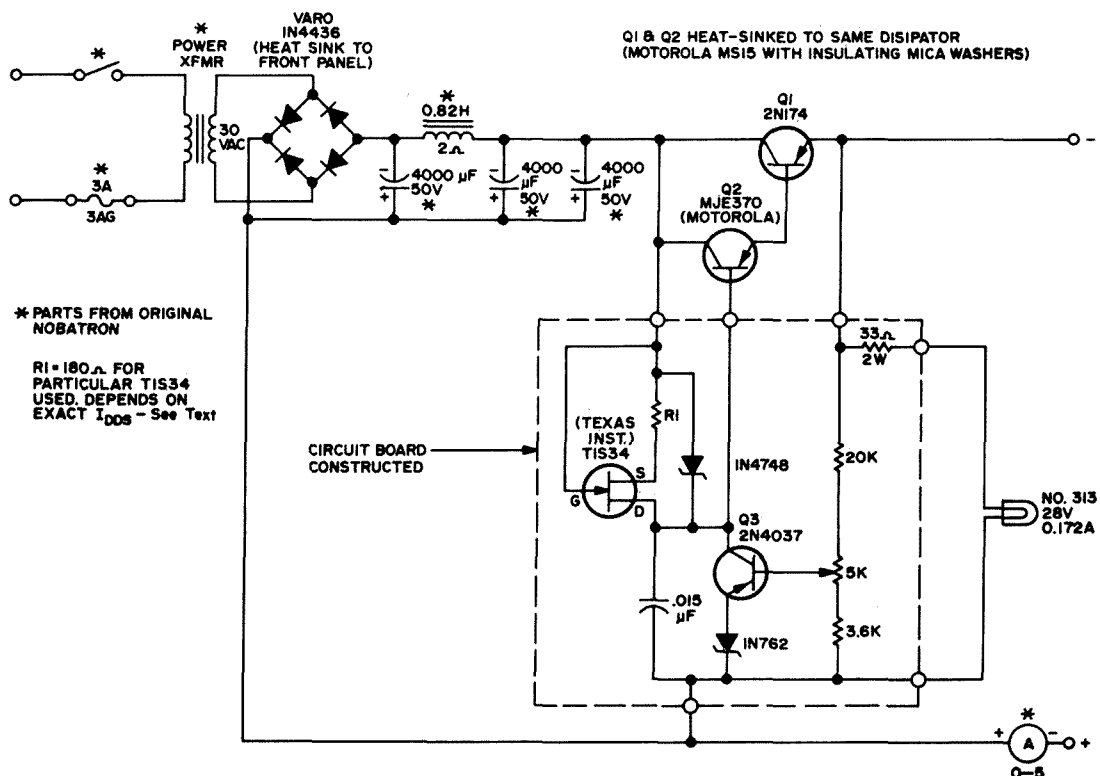 VARO
IN4436
(HEAT SINK TO
FRONT PANEL)
*
POWER
XFMR
*
30
VAC
*
3A
3AG
*
0.82H
2Ω
-
4000 µF
50V
+
*
-
4000
µF
50V
+
*
-
4000
µF
50V
+
*
Q1 & Q2 HEAT-SINKED TO SAME DISIPATOR
(MOTOROLA MS15 WITH INSULATING MICA WASHERS)
Q1
2N174
-
Q2
MJE370
(MOTOROLA)
* PARTS FROM ORIGINAL
NOBATRON
R1=180Ω FOR
PARTICULAR TIS34
USED. DEPENDS ON
EXACT IDDS - See Text
CIRCUIT BOARD
CONSTRUCTED
33Ω
2W
R1
(TEXAS
INST.)
TIS34
S
G
D
IN4748
20K
Q3
2N4037
5K
.015
µF
IN762
3.6K
NO. 313
28V
0.172A
*
+
A
-
+
0-5